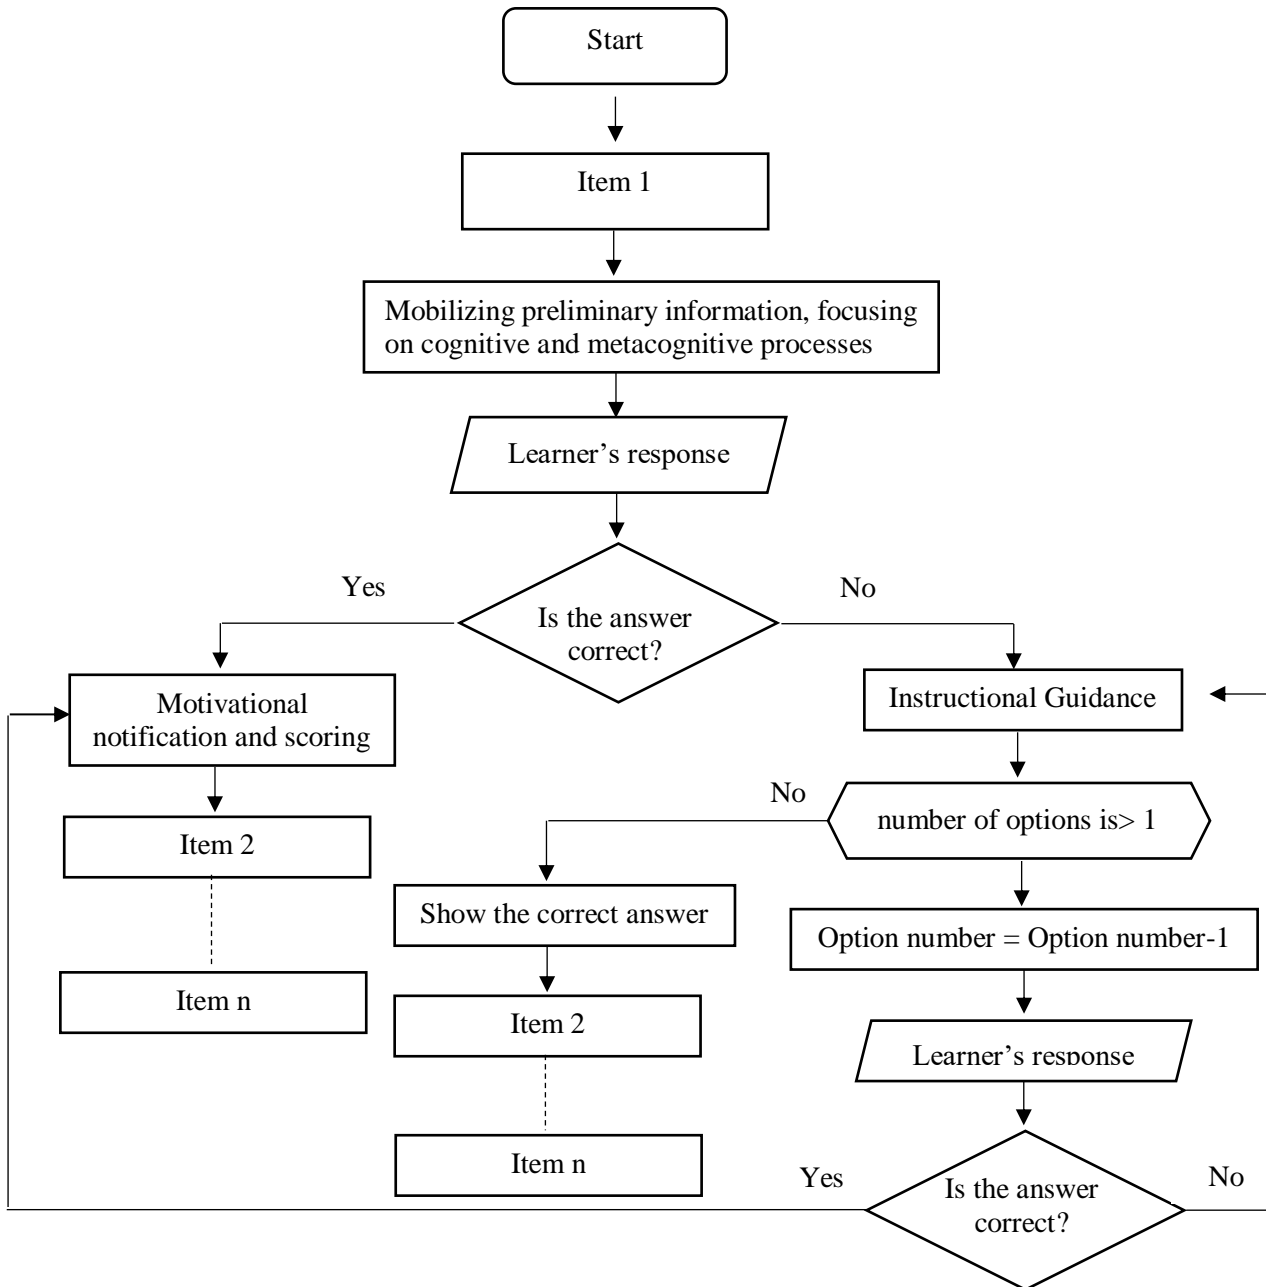 Start
Item 1
Mobilizing preliminary information, focusing
on cognitive and metacognitive processes
Learner’s response
Yes
No
Is the answer
correct?
Motivational
notification and scoring
Instructional Guidance
No
number of options is> 1
Item 2
Show the correct answer
Option number = Option number-1
Item n
Item 2
Learner’s response
Item n
Yes
No
Is the answer
correct?